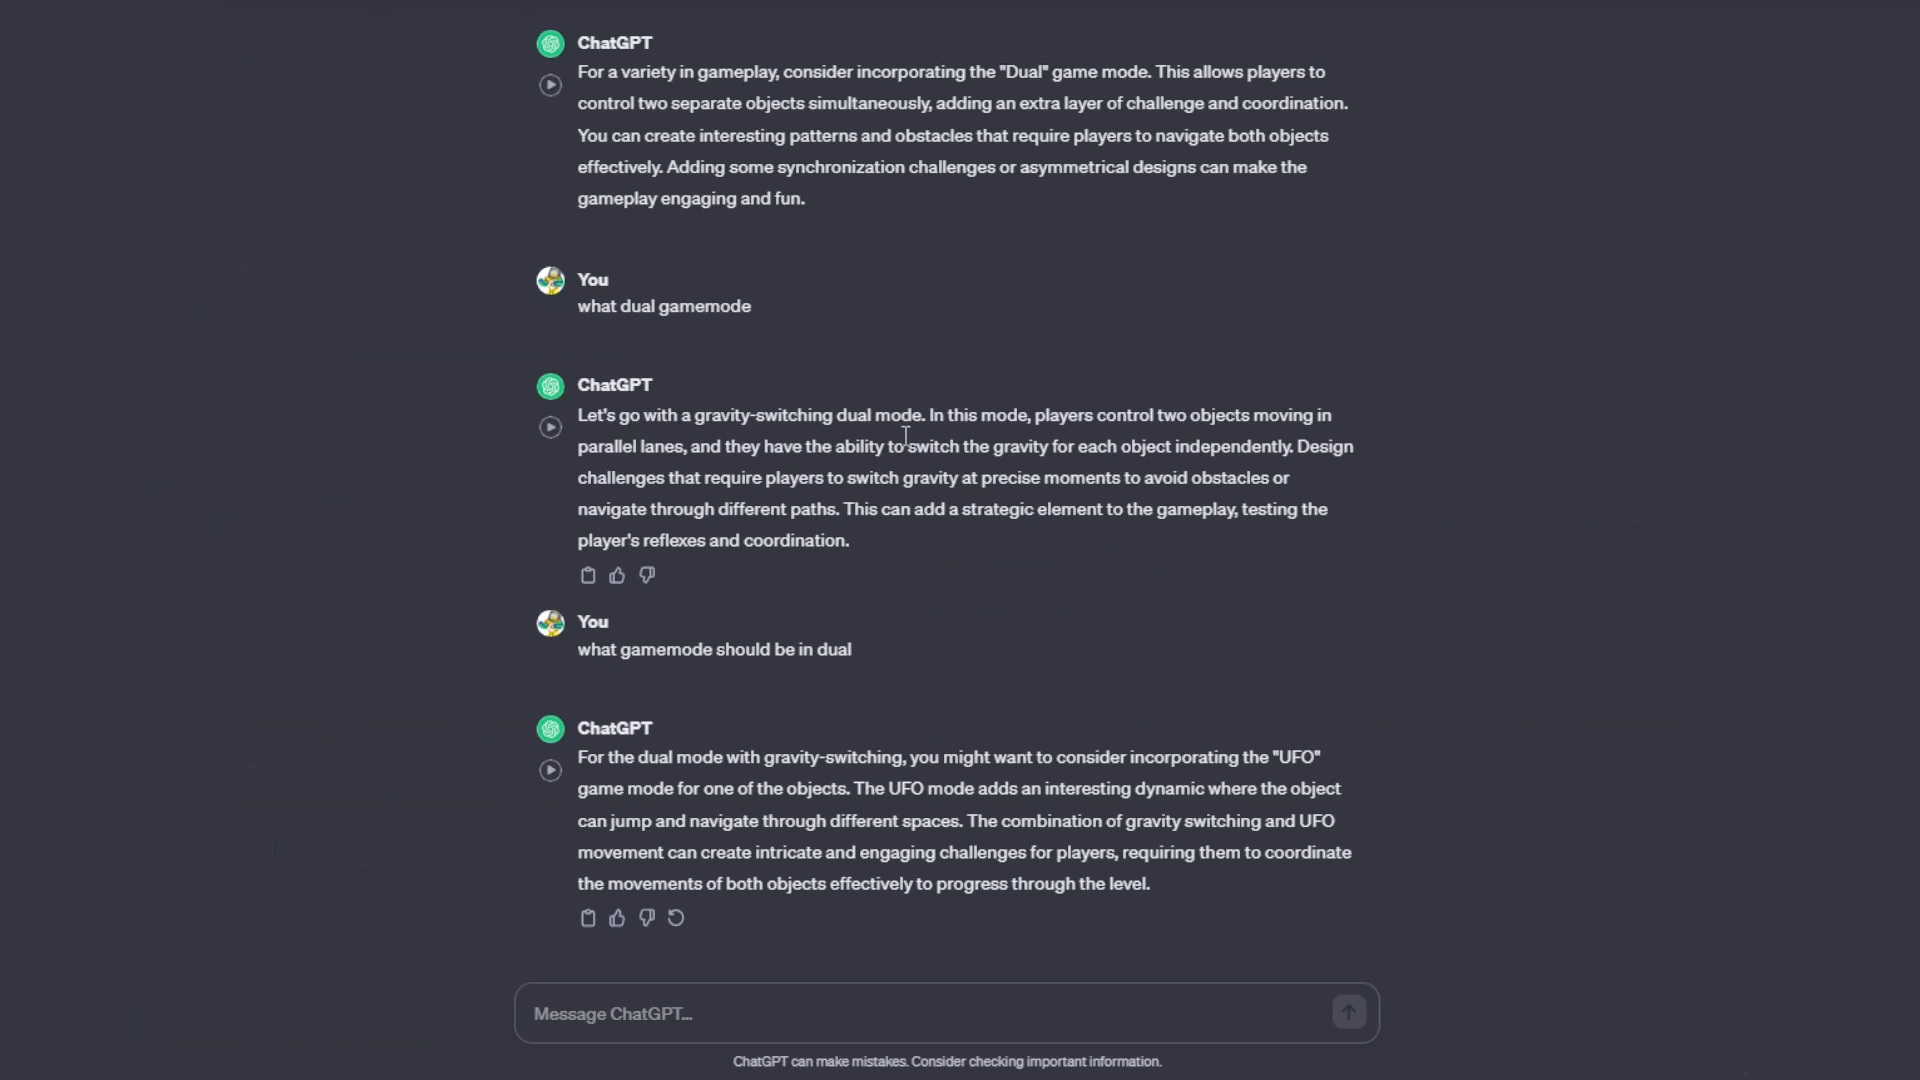 ChatGPT
For a variety in gameplay, consider incorporating the "Dual" game mode. This allows players to
control two separate objects simultaneously, adding an extra layer of challenge and coordination.
You can create interesting patterns and obstacles that require players to navigate both objects
effectively. Adding some synchronization challenges or asymmetrical designs can make the
gameplay engaging and fun.
You
what dual gamemode
ChatGPT
Let's go with a gravity-switching dual mode. In this mode, players control two objects moving in
parallel lanes, and they have the ability to switch the gravity for each object independently. Design
challenges that require players to switch gravity at precise moments to avoid obstacles or
navigate through different paths. This can add a strategic element to the gameplay, testing the
player's reflexes and coordination.
You
what gamemode should be in dual
ChatGPT
For the dual mode with gravity-switching, you might want to consider incorporating the "UFO"
game mode for one of the objects. The UFO mode adds an interesting dynamic where the object
can jump and navigate through different spaces. The combination of gravity switching and UFO
movement can create intricate and engaging challenges for players, requiring them to coordinate
the movements of both objects effectively to progress through the level.
Message ChatGPT...
ChatGPT can make mistakes. Consider checking important information.